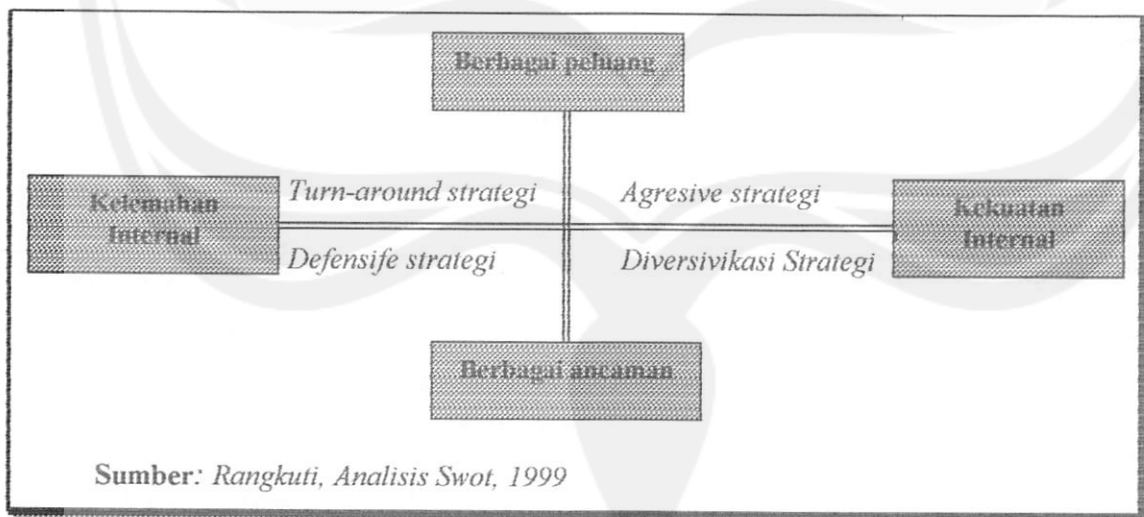 Berbagai peluang
Turn-around strategi
Agresive strategi
Kelemahan
Internal
Kekuatan
Internal
Defensife strategi
Diversivikasi Strategi
Berbagai ancaman
Sumber: Rangkuti, Analisis Swot, 1999